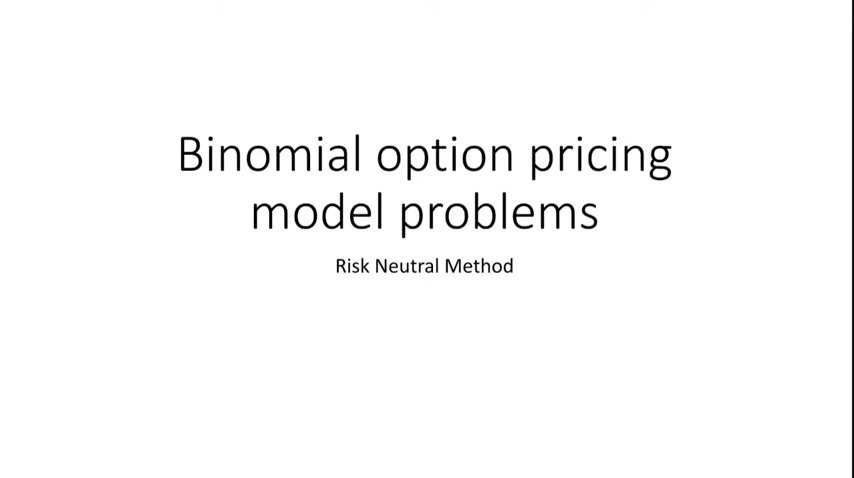 Binomial option pricing
model problems
Risk Neutral Method